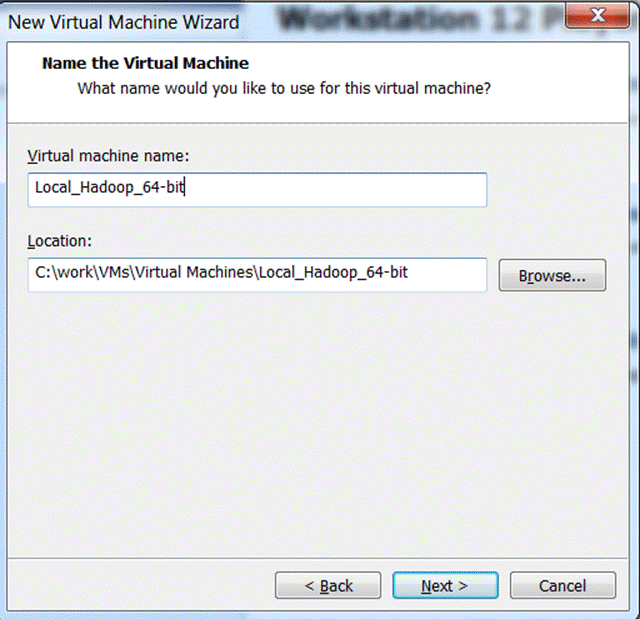 New Virtual Machine Wizard
Workstation 12
Name the Virtual Machine
What name would you like to use for this virtual machine?
Virtual machine name:
Local_Hadoop_64-bit
Location:
C:\work\VMs\Virtual Machines\Local_Hadoop_64-bit
Browse...
< Back
Next >
Cancel